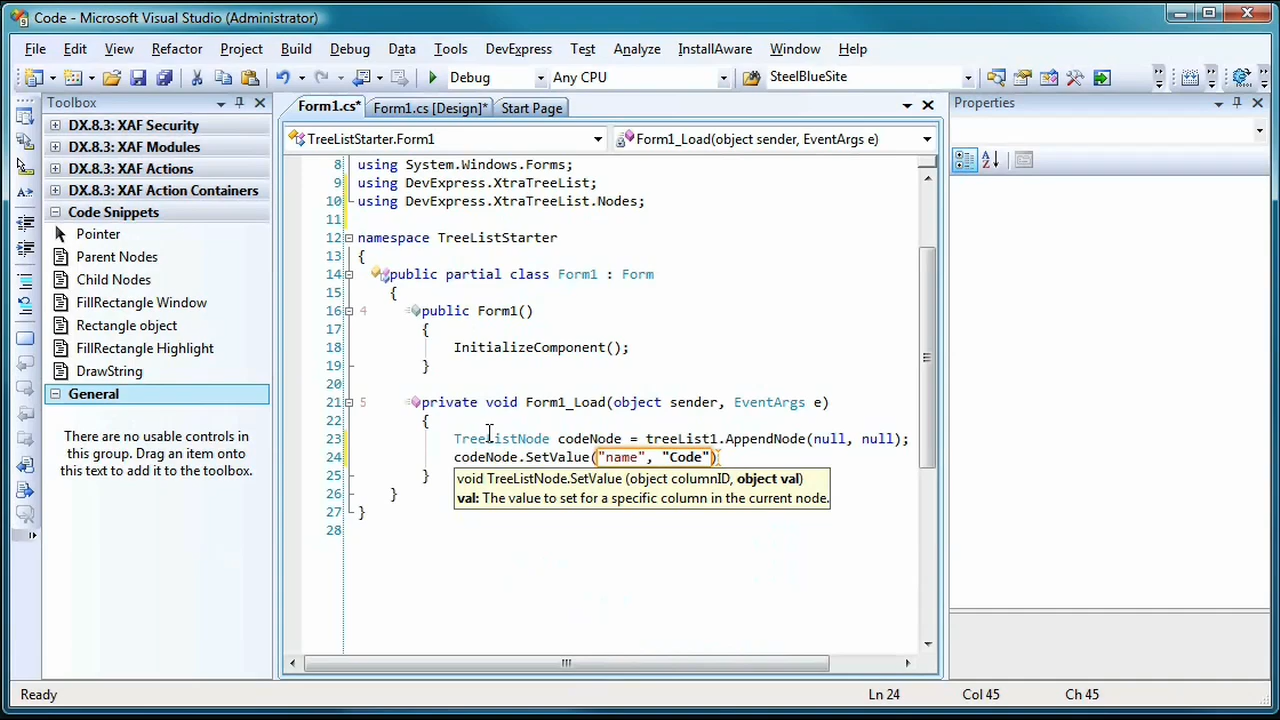 Code - Microsoft Visual Studio (Administrator)
File Edit View Refactor Project Build Debug Data Tools DevExpress Test Analyze InstallAware Window Help
Debug Any CPU SteelBlueSite
Toolbox
Form1.cs* Form1.cs [Design]* Start Page
Properties
TreeListStarter.Form1
Form1_Load(object sender, EventArgs e)
DX.8.3: XAF Security
DX.8.3: XAF Modules
DX.8.3: XAF Actions
DX.8.3: XAF Action Containers
Code Snippets
Pointer
Parent Nodes
Child Nodes
FillRectangle Window
Rectangle object
FillRectangle Highlight
DrawString
General
There are no usable controls in
this group. Drag an item onto
this text to add it to the toolbox.
8 using System.Windows.Forms;
9 using DevExpress.XtraTreeList;
10 using DevExpress.XtraTreeList.Nodes;
11
12 namespace TreeListStarter
13 {
14 public partial class Form1 : Form
15 {
16 4 public Form1()
17 {
18 InitializeComponent();
19 }
20
21 5 private void Form1_Load(object sender, EventArgs e)
22 {
23 TreeListNode codeNode = treeList1.AppendNode(null, null);
24 codeNode.SetValue("name", "Code")
25 }
void TreeListNode.SetValue (object columnID, object val)
val: The value to set for a specific column in the current node.
26 }
27 }
28
Ready Ln 24 Col 45 Ch 45